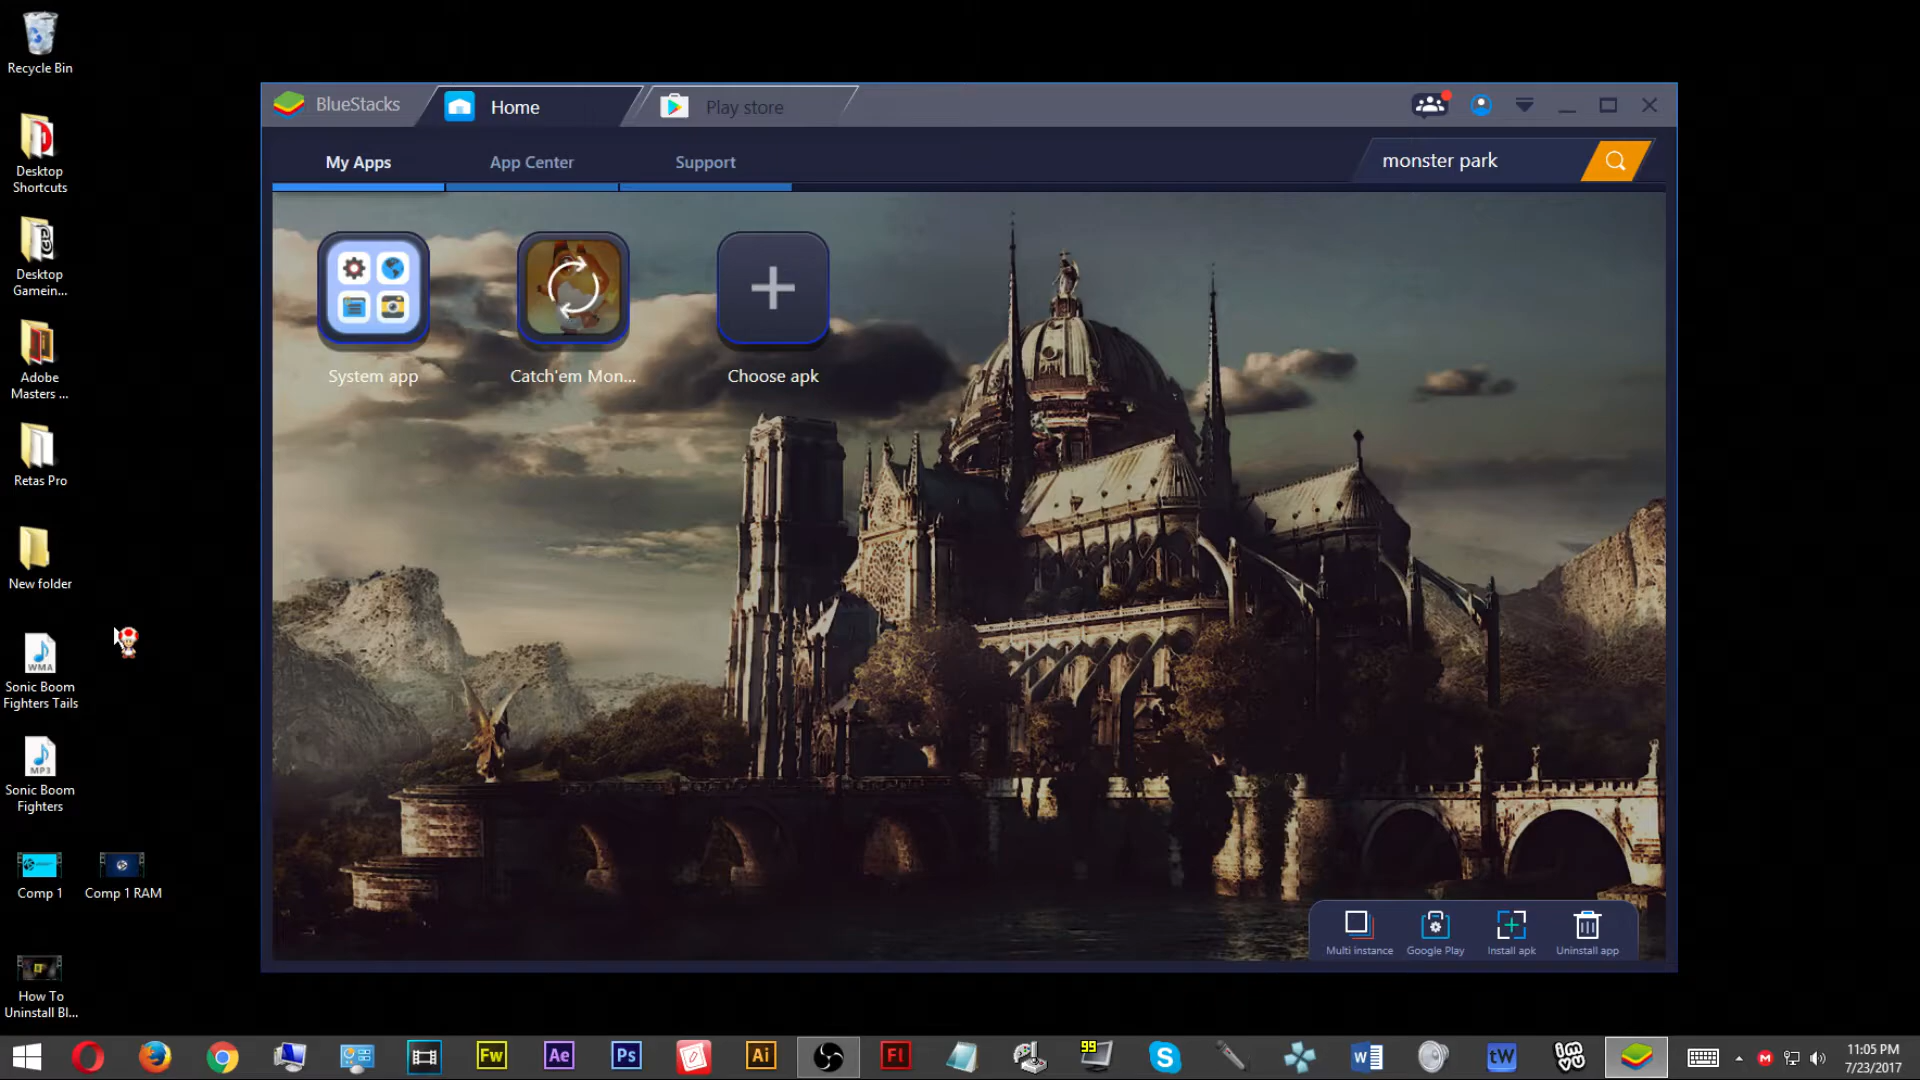 Recycle Bin
Desktop
Shortcuts
Desktop
Gamein...
Adobe
Masters ...
Retas Pro
New folder
WMA
Sonic Boom
Fighters Tails
MP3
Sonic Boom
Fighters
Comp 1
Comp 1 RAM
How To
Uninstall Bl...
BlueStacks
Home
Play store
My Apps
App Center
Support
monster park
System app
Catch'em Mon...
Choose apk
Multi instance
Google Play
Install apk
Uninstall app
Fw
Ae
Ps
Ai
Fl
99
S
W
tW
M
11:05 PM
7/23/2017